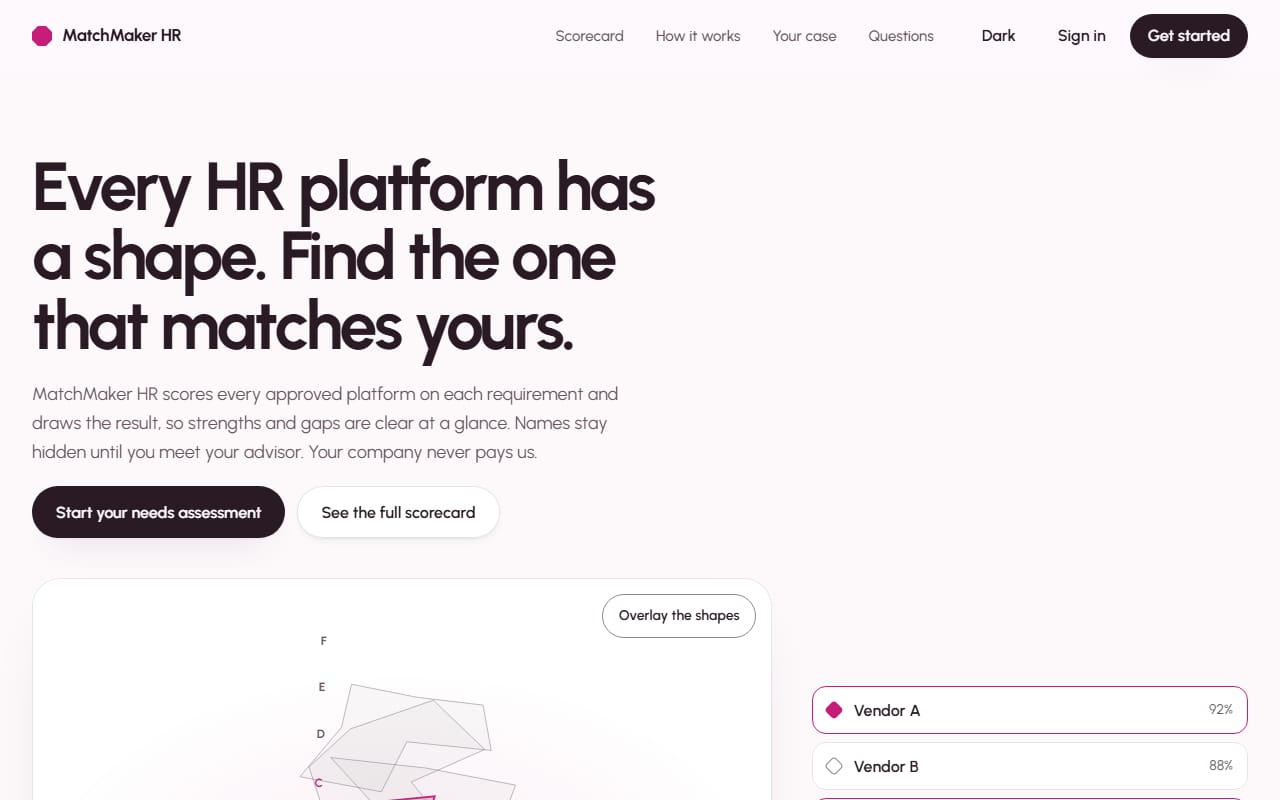 MatchMaker HR
Scorecard
How it works
Your case
Questions
Dark
Sign in
Get started
Every HR platform has
a shape. Find the one
that matches yours.
MatchMaker HR scores every approved platform on each requirement and
draws the result, so strengths and gaps are clear at a glance. Names stay
hidden until you meet your advisor. Your company never pays us.
Start your needs assessment
See the full scorecard
Overlay the shapes
F
E
D
C
Vendor A
92%
Vendor B
88%